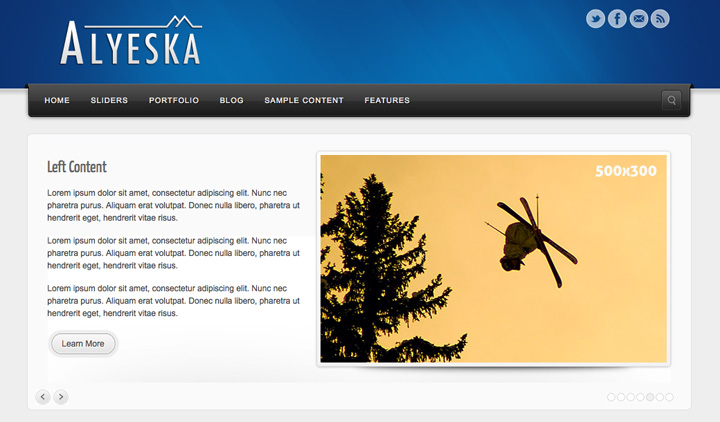 ALYESKA
HOME SLIDERS PORTFOLIO BLOG SAMPLE CONTENT FEATURES
Left Content
Lorem ipsum dolor sit amet, consectetur adipiscing elit. Nunc nec
pharetra purus. Aliquam erat volutpat. Donec nulla libero, pharetra ut
hendrerit eget, hendrerit vitae risus.
Lorem ipsum dolor sit amet, consectetur adipiscing elit. Nunc nec
pharetra purus. Aliquam erat volutpat. Donec nulla libero, pharetra ut
hendrerit eget, hendrerit vitae risus.
Lorem ipsum dolor sit amet, consectetur adipiscing elit. Nunc nec
pharetra purus. Aliquam erat volutpat. Donec nulla libero, pharetra ut
hendrerit eget, hendrerit vitae risus.
Learn More
500x300